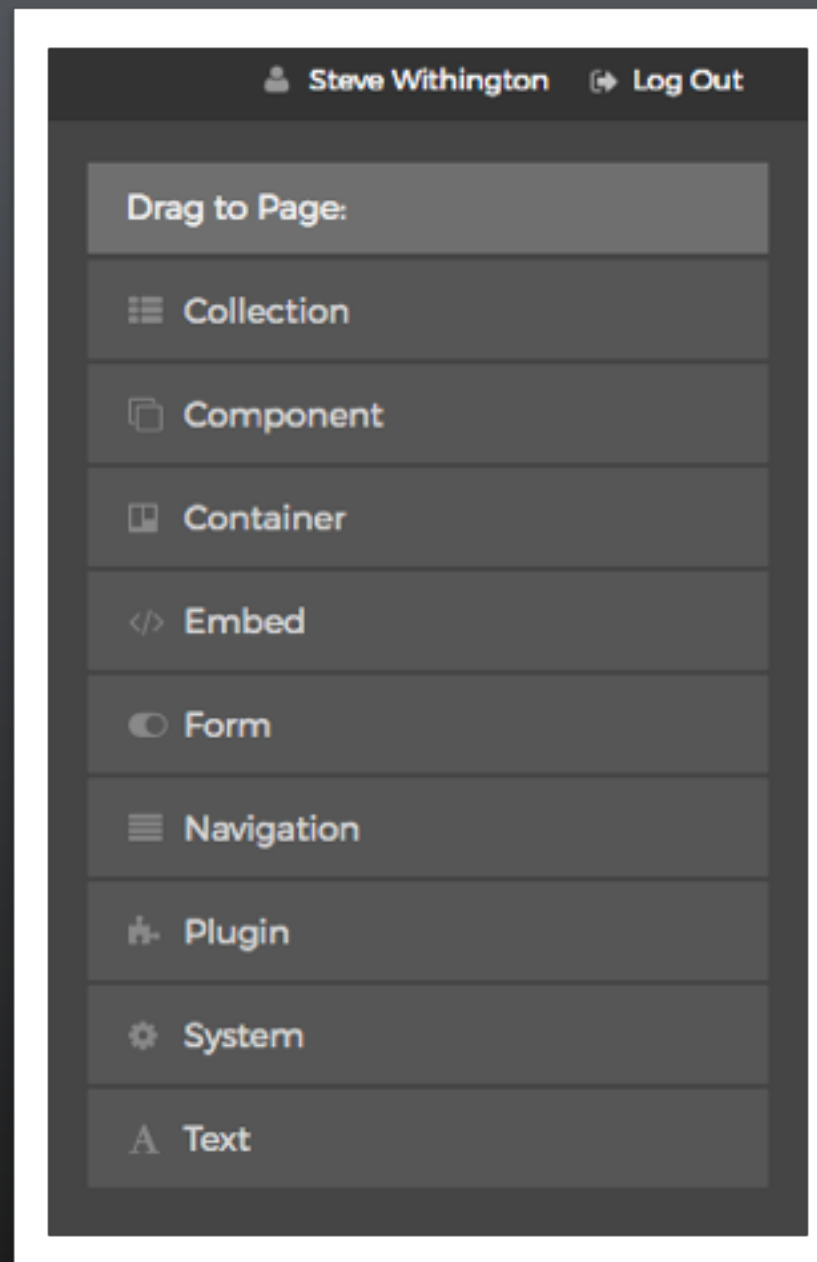 Steve Withington Log Out
Drag to Page:
Collection
Component
Container
Embed
Form
Navigation
Plugin
System
Text